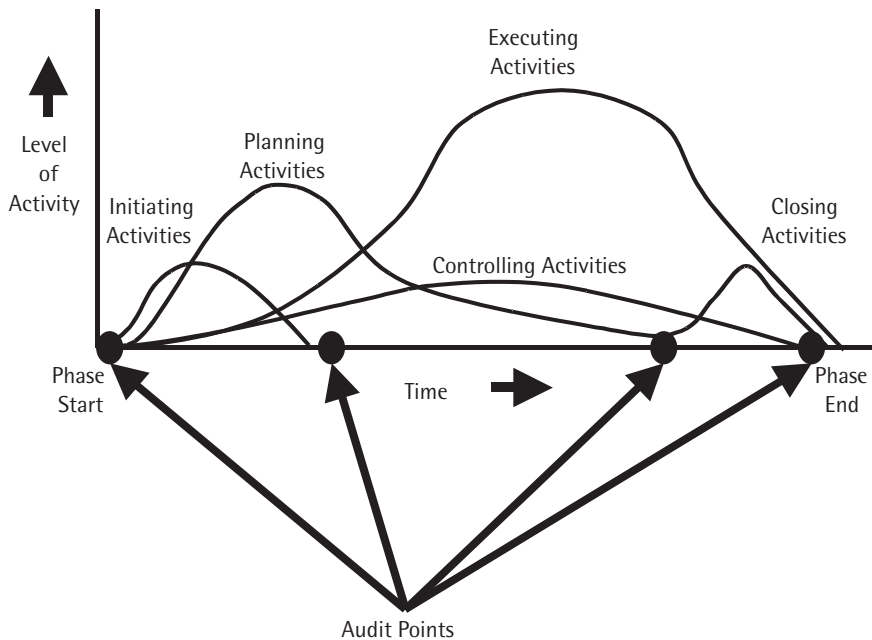 Executing
Activities
Planning
Activities
Level
of
Activity
Initiating
Activities
Closing
Activities
Controlling Activities
Phase
Start
Time
Phase
End
Audit Points